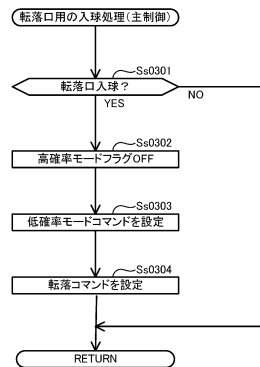 転落口用の入球処理(主制御)
Ss0301
転落口入球？
YES
NO
Ss0302
高確率モードフラグOFF
Ss0303
低確率モードコマンドを設定
Ss0304
転落コマンドを設定
RETURN